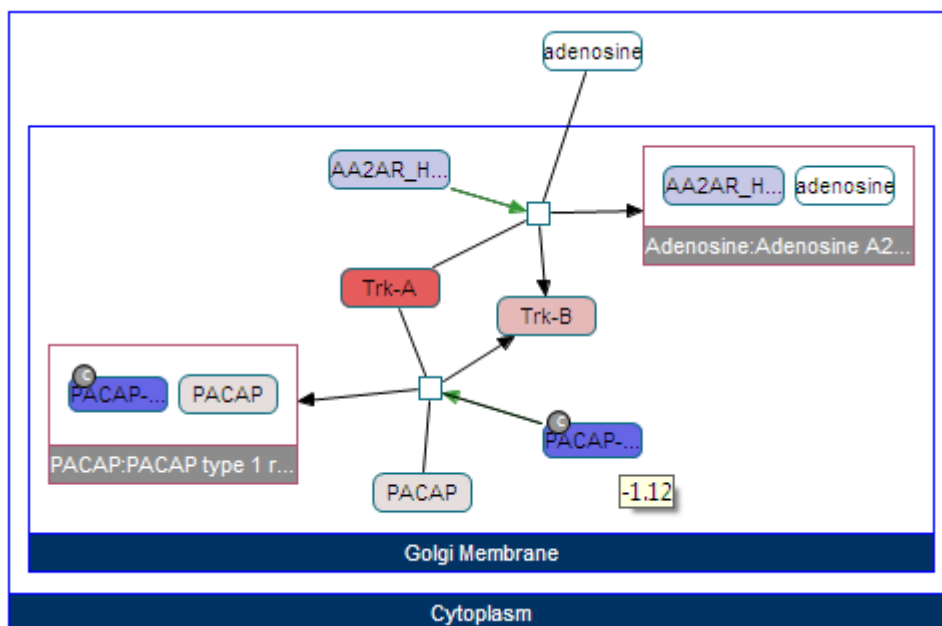 adenosine
AA2AR_H...
AA2AR_H...
adenosine
Adenosine:Adenosine A2...
Trk-A
Trk-B
C
PACAP-...
PACAP
PACAP:PACAP type 1 r...
C
PACAP-...
PACAP
-1.12
Golgi Membrane
Cytoplasm